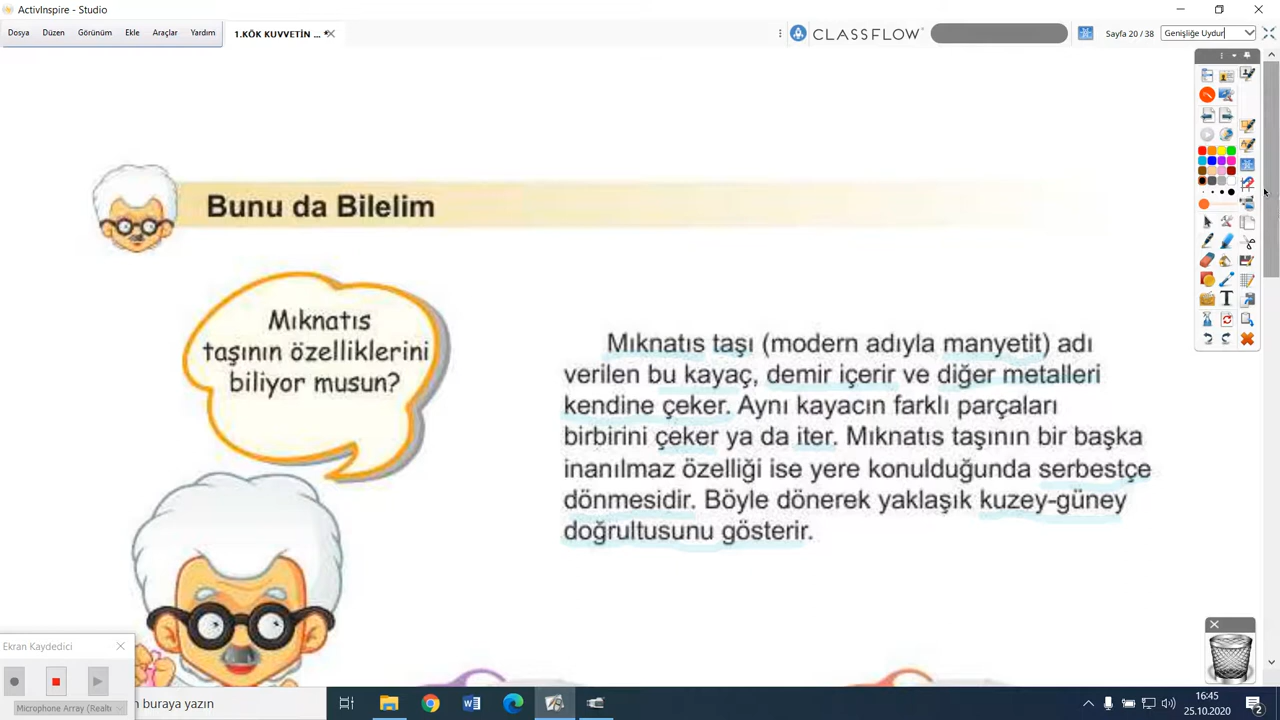 ActivInspire - Studio
Dosya Düzen Görünüm Ekle Araçlar Yardım
1.KÖK KUVVETİN ...
CLASSFLOW
Sayfa 20 / 38
Genişliğe Uydur
Bunu da Bilelim
Mıknatıs
taşının özelliklerini
biliyor musun?
Mıknatıs taşı (modern adıyla manyetit) adı
verilen bu kayaç, demir içerir ve diğer metalleri
kendine çeker. Aynı kayacın farklı parçaları
birbirini çeker ya da iter. Mıknatıs taşının bir başka
inanılmaz özelliği ise yere konulduğunda serbestçe
dönmesidir. Böyle dönerek yaklaşık kuzey-güney
doğrultusunu gösterir.
Ekran Kaydedici
Microphone Array (Realt
n buraya yazın
16:45
25.10.2020
2